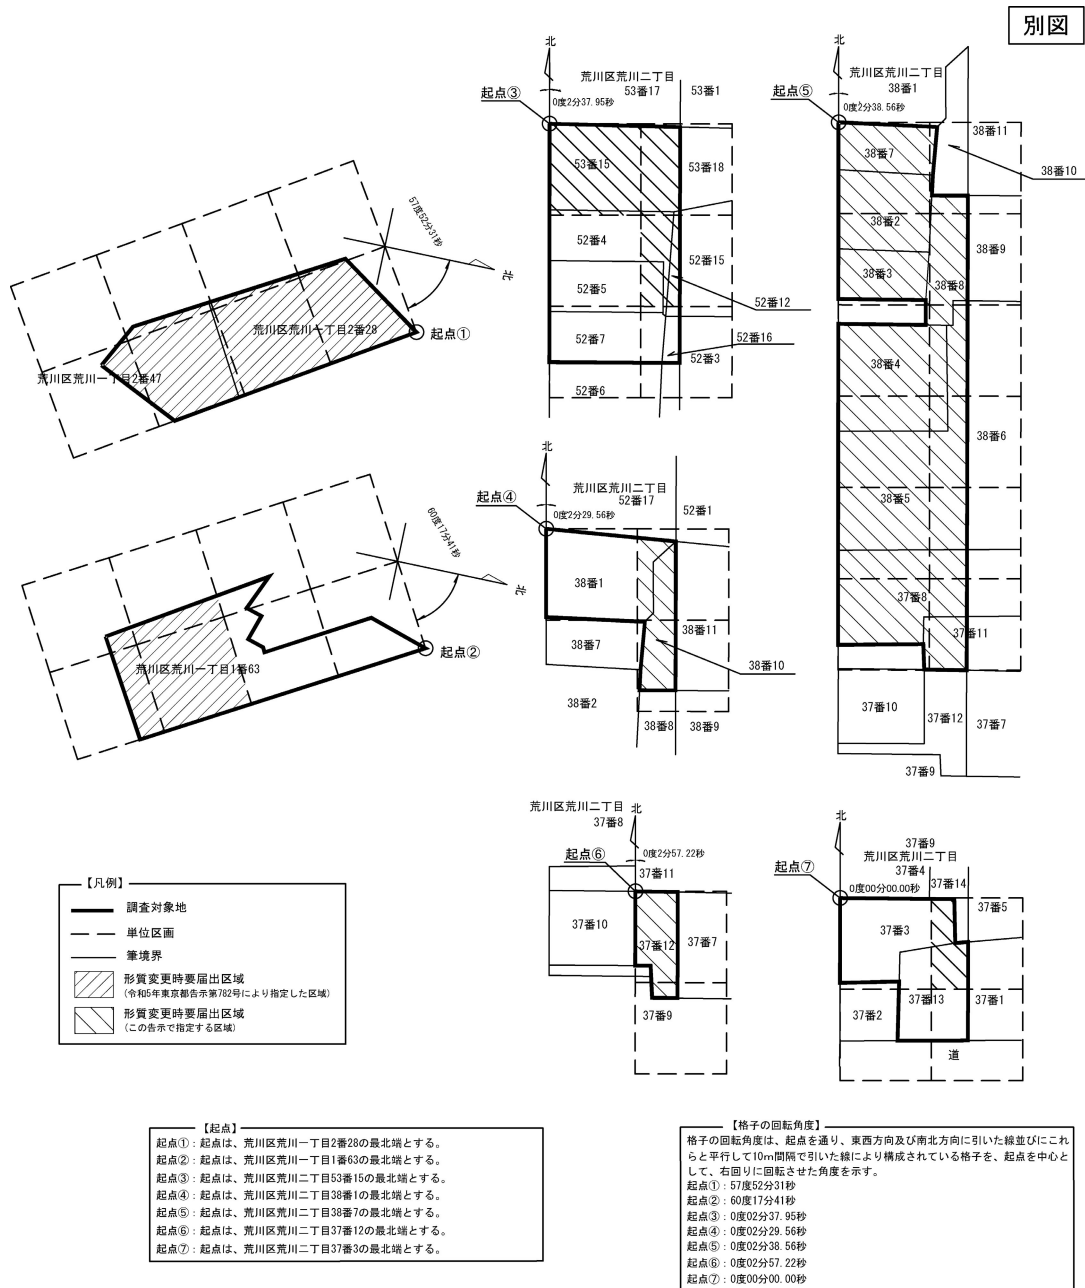 別図
北
荒川区荒川二丁目
53番17
53番1
起点③
0度2分37.95秒
53番15
53番18
52番4
52番15
52番5
52番12
52番7
52番16
52番3
52番6
北
荒川区荒川二丁目
38番1
起点⑤
0度2分38.56秒
38番11
38番7
38番10
38番2
38番9
38番3
38番8
38番4
38番6
38番5
37番8
37番11
37番10
37番12
37番7
37番9
57度52分31秒
北
荒川区荒川一丁目2番28
起点①
荒川区荒川一丁目2番47
60度17分41秒
北
起点②
荒川区荒川一丁目1番63
北
荒川区荒川二丁目
52番17
起点④
52番1
0度2分29.56秒
38番1
38番11
38番7
38番10
38番2
38番8
38番9
荒川区荒川二丁目
37番8
北
起点⑥
0度2分57.22秒
37番11
37番10
37番12
37番7
37番9
北
37番9
荒川区荒川二丁目
起点⑦
37番4
0度00分00.00秒
37番14
37番3
37番5
37番13
37番1
37番2
道
【凡例】
調査対象地
単位区画
筆境界
形質変更時要届出区域
(令和5年東京都告示第782号により指定した区域)
形質変更時要届出区域
(この告示で指定する区域)
【起点】
起点①：起点は、荒川区荒川一丁目2番28の最北端とする。
起点②：起点は、荒川区荒川一丁目1番63の最北端とする。
起点③：起点は、荒川区荒川二丁目53番15の最北端とする。
起点④：起点は、荒川区荒川二丁目38番1の最北端とする。
起点⑤：起点は、荒川区荒川二丁目38番7の最北端とする。
起点⑥：起点は、荒川区荒川二丁目37番12の最北端とする。
起点⑦：起点は、荒川区荒川二丁目37番3の最北端とする。
【格子の回転角度】
格子の回転角度は、起点を通り、東西方向及び南北方向に引いた線並びにこれ
らと平行して10m間隔で引いた線により構成されている格子を、起点を中心と
して、右回りに回転させた角度を示す。
起点①：57度52分31秒
起点②：60度17分41秒
起点③：0度02分37.95秒
起点④：0度02分29.56秒
起点⑤：0度02分38.56秒
起点⑥：0度02分57.22秒
起点⑦：0度00分00.00秒